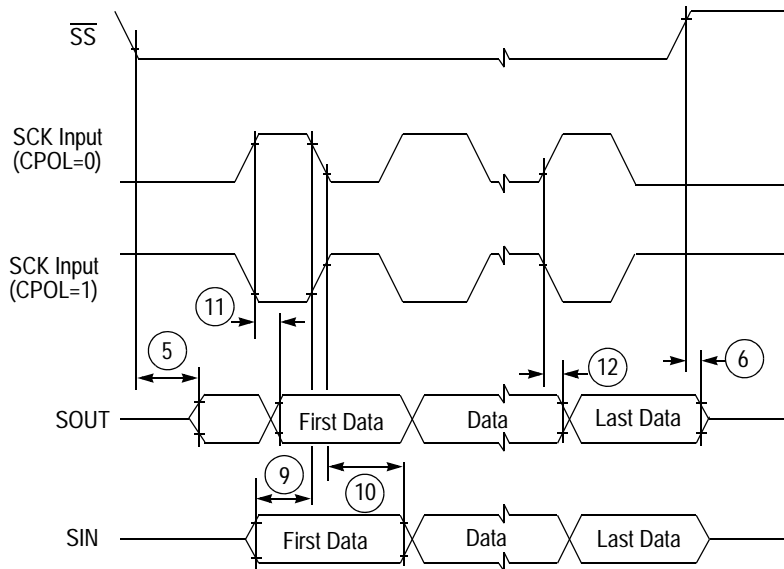 SS
SCK Input
(CPOL=0)
SCK Input
(CPOL=1)
11
5
12
6
SOUT
First Data
Data
Last Data
9
10
SIN
First Data
Data
Last Data